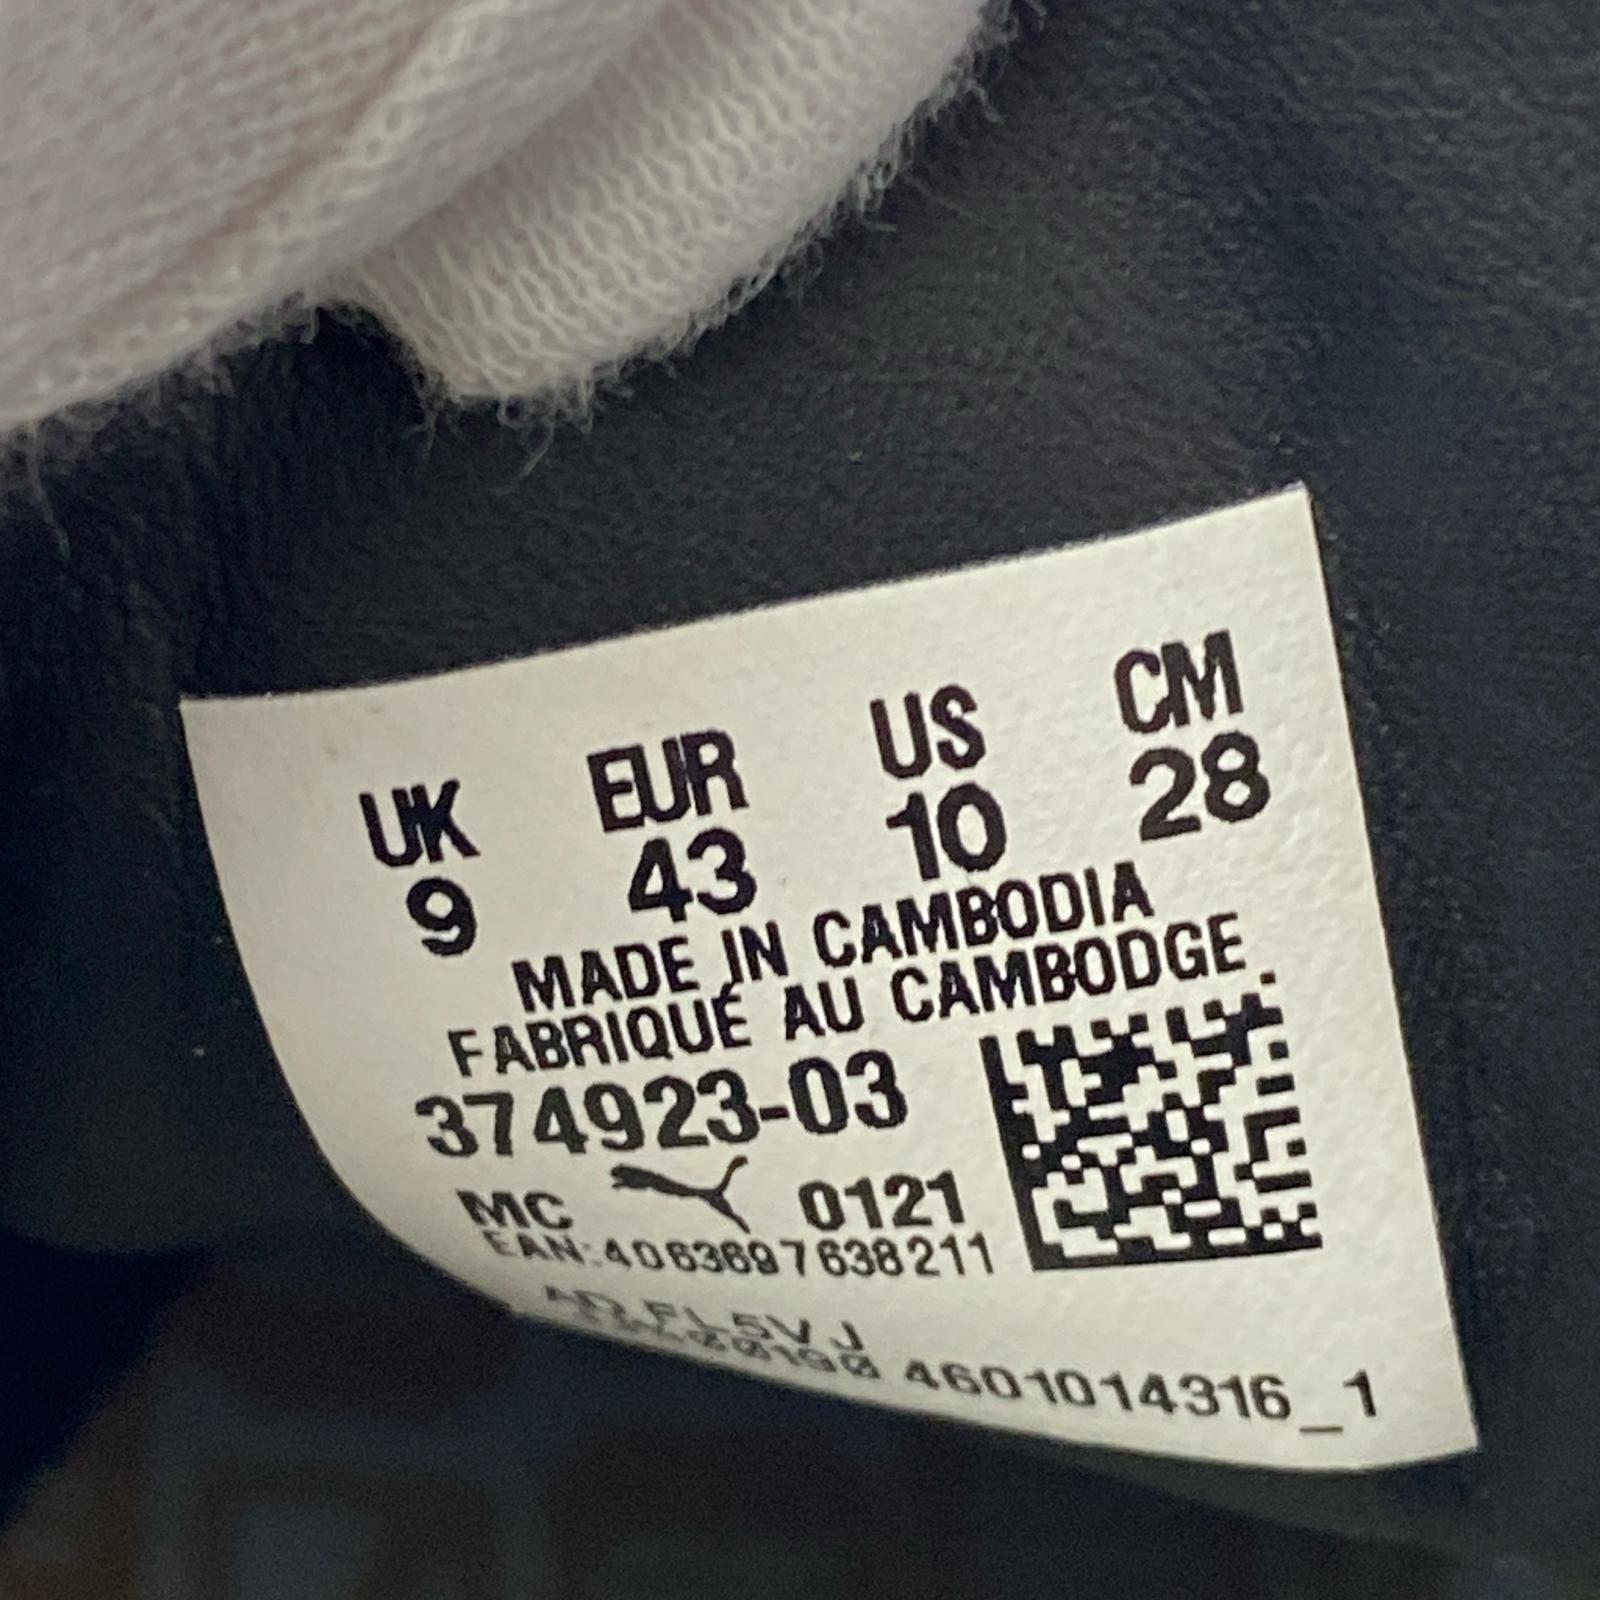 UK EUR US CM
9 43 10 28
MADE IN CAMBODIA
FABRIQUÉ AU CAMBODGE
374923-03
MC 0121
EAN:4063697638211
4601014316_1